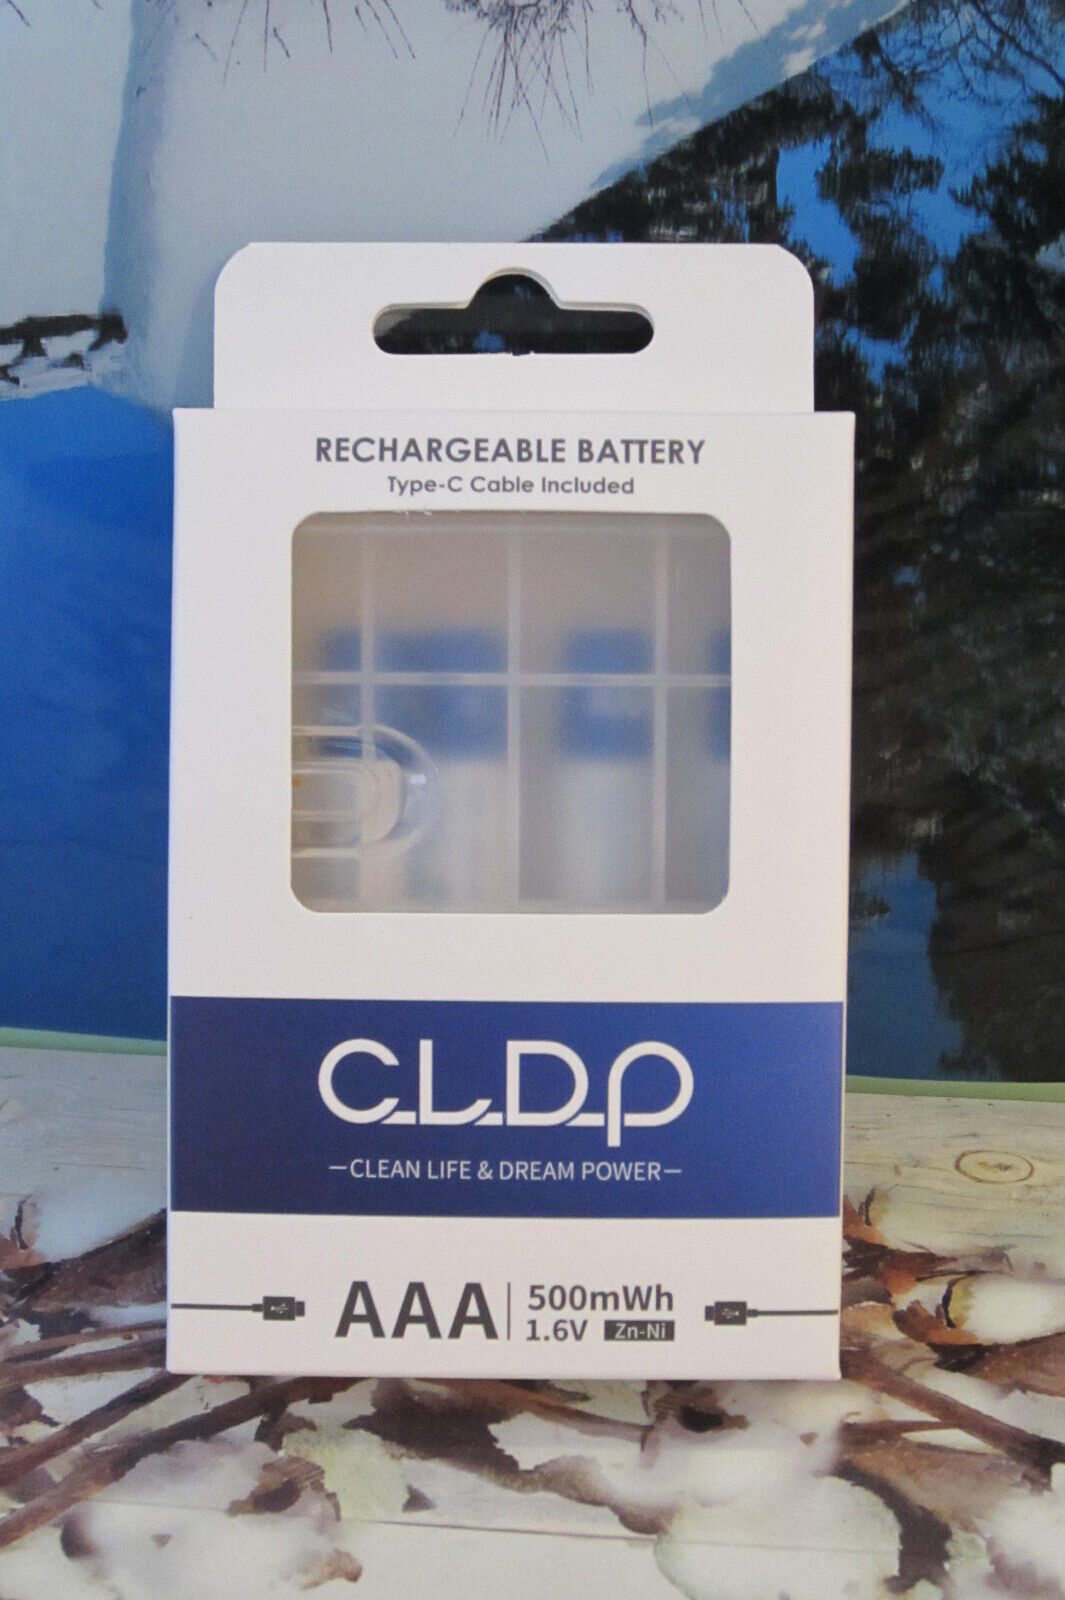 RECHARGEABLE BATTERY
Type-C Cable Included
CLDP
—CLEAN LIFE & DREAM POWER—
AAA
500mWh
1.6V Zn-Ni